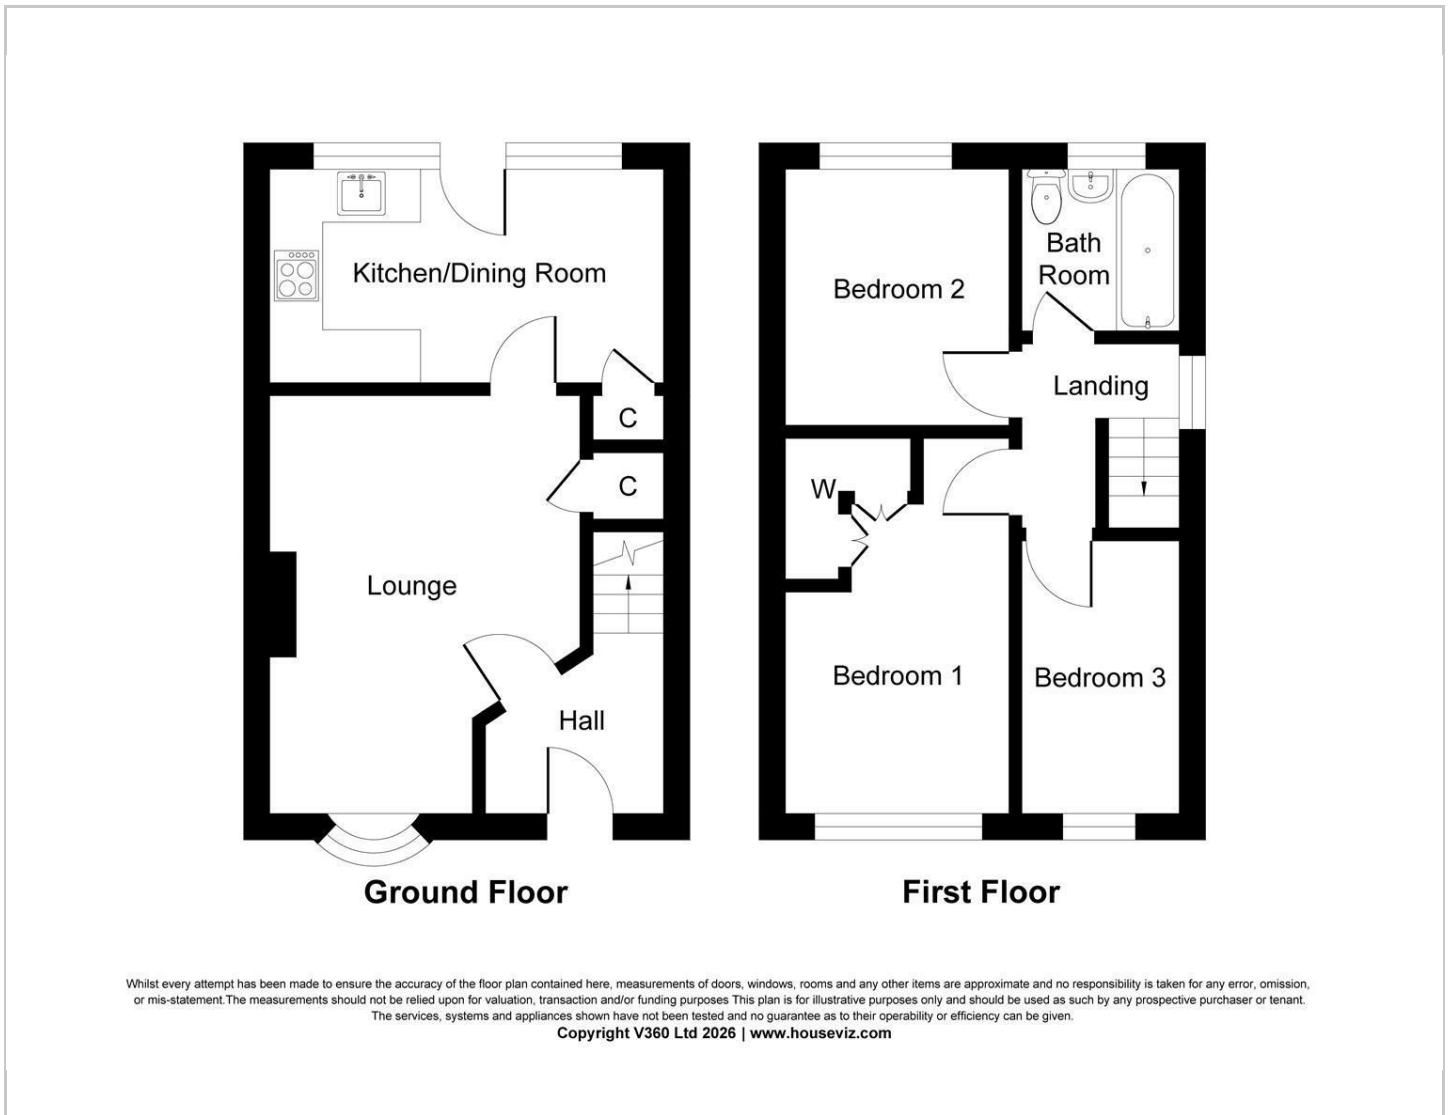 Kitchen/Dining Room
C
C
Lounge
Hall
Ground Floor
Bedroom 2
Bath
Room
Landing
W
Bedroom 1
Bedroom 3
First Floor
Whilst every attempt has been made to ensure the accuracy of the floor plan contained here, measurements of doors, windows, rooms and any other items are approximate and no responsibility is taken for any error, omission,
or mis-statement.The measurements should not be relied upon for valuation, transaction and/or funding purposes This plan is for illustrative purposes only and should be used as such by any prospective purchaser or tenant.
The services, systems and appliances shown have not been tested and no guarantee as to their operability or efficiency can be given.
Copyright V360 Ltd 2026 | www.houseviz.com